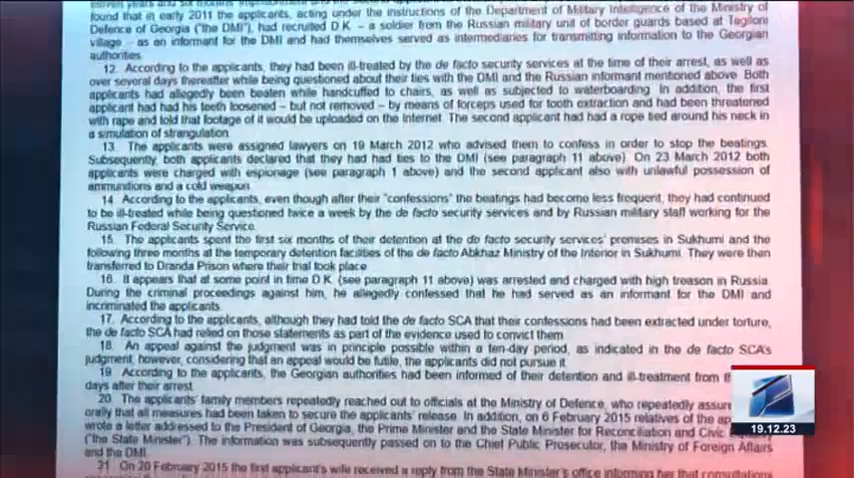 found that in early 2011 the applicants, acting under the instructions of the Department of Military Intelligence of the Ministry of
Defence of Georgia ("the DMI"), had recruited D.K. – a soldier from the Russian military unit of border guards based at Tagiloni
village – as an informant for the DMI and had themselves served as intermediaries for transmitting information to the Georgian
authorities.
12. According to the applicants, they had been ill-treated by the de facto security services at the time of their arrest, as well as
over several days thereafter while being questioned about their ties with the DMI and the Russian informant mentioned above. Both
applicants had allegedly been beaten while handcuffed to chairs, as well as subjected to waterboarding. In addition, the first
applicant had had his teeth loosened – but not removed – by means of forceps used for tooth extraction and had been threatened
with rape and told that footage of it would be uploaded on the Internet. The second applicant had had a rope tied around his neck in
a simulation of strangulation.
13. The applicants were assigned lawyers on 19 March 2012 who advised them to confess in order to stop the beatings.
Subsequently, both applicants declared that they had had ties to the DMI (see paragraph 11 above). On 23 March 2012 both
applicants were charged with espionage (see paragraph 1 above) and the second applicant also with unlawful possession of
ammunitions and a cold weapon.
14. According to the applicants, even though after their "confessions" the beatings had become less frequent, they had continued
to be ill-treated while being questioned twice a week by the de facto security services and by Russian military staff working for the
Russian Federal Security Service.
15. The applicants spent the first six months of their detention at the de facto security services' premises in Sukhumi and the
following three months at the temporary detention facilities of the de facto Abkhaz Ministry of the Interior in Sukhumi. They were then
transferred to Dranda Prison where their trial took place.
16. It appears that at some point in time D.K. (see paragraph 11 above) was arrested and charged with high treason in Russia.
During the criminal proceedings against him, he allegedly confessed that he had served as an informant for the DMI and
incriminated the applicants.
17. According to the applicants, although they had told the de facto SCA that their confessions had been extracted under torture,
the de facto SCA had relied on those statements as part of the evidence used to convict them.
18. An appeal against the judgment was in principle possible within a ten-day period, as indicated in the de facto SCA's
judgment, however, considering that an appeal would be futile, the applicants did not pursue it.
19. According to the applicants, the Georgian authorities had been informed of their detention and ill-treatment from
days after their arrest.
20. The applicants' family members repeatedly reached out to officials at the Ministry of Defence, who repeatedly
orally that all measures had been taken to secure the applicants' release. In addition, on 6 February 2015 relatives of the
wrote a letter addressed to the President of Georgia, the Prime Minister and the State Minister for Reconciliation and Civic
("the State Minister"). The information was subsequently passed on to the Chief Public Prosecutor, the Ministry of Foreign Affairs
and the DMI.
21. On 20 February 2015 the first applicant's wife received a reply from the State Minister's office informing her that consultations
19.12.23